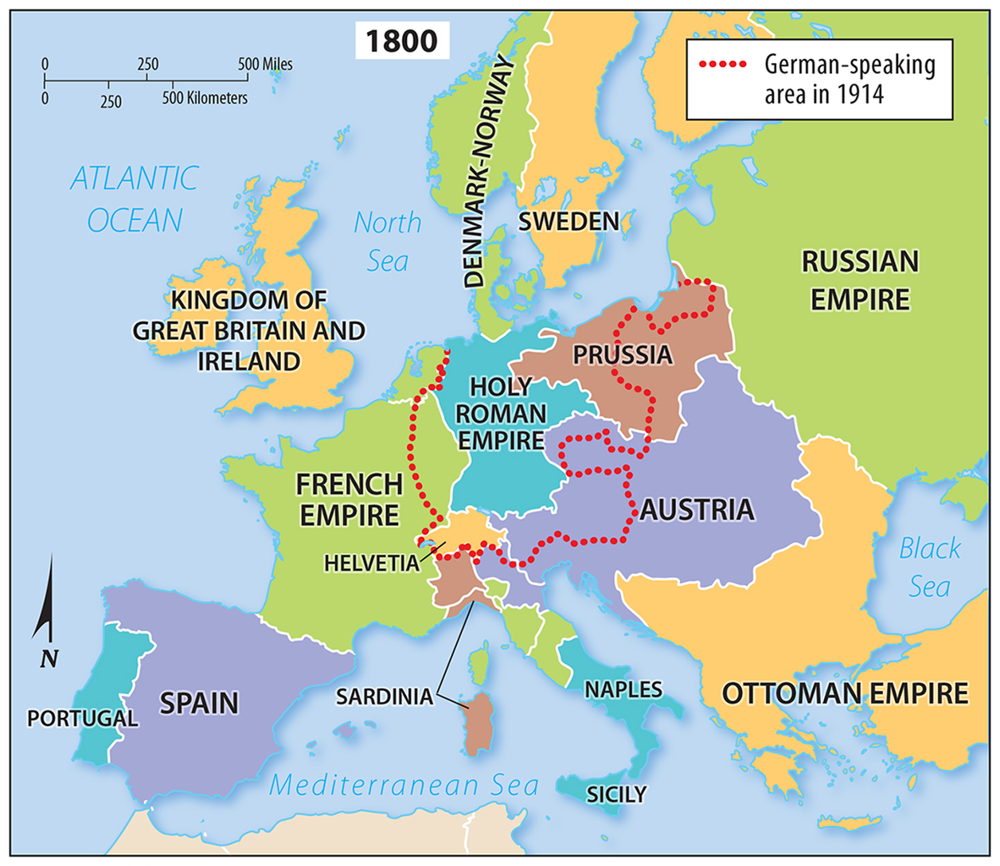 1800
0 250 500 Miles
0 250 500 Kilometers
German-speaking
area in 1914
DENMARK-NORWAY
ATLANTIC
OCEAN
North
Sea
SWEDEN
RUSSIAN
EMPIRE
KINGDOM OF
GREAT BRITAIN AND
IRELAND
PRUSSIA
HOLY
ROMAN
EMPIRE
FRENCH
EMPIRE
AUSTRIA
HELVETIA
Black
Sea
N
SARDINIA
NAPLES
OTTOMAN EMPIRE
SPAIN
PORTUGAL
Mediterranean Sea
SICILY